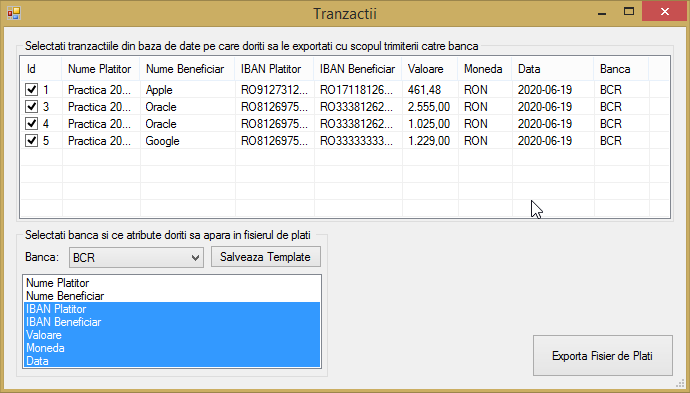 Tranzactii
Selectati tranzactiile din baza de date pe care doriti sa le exportati cu scopul trimiterii catre banca
Id Nume Platitor Nume Beneficiar IBAN Platitor IBAN Beneficiar Valoare Moneda Data Banca
1 Practica 20... Apple RO9127312... RO17118126... 461,48 RON 2020-06-19 BCR
3 Practica 20... Oracle RO8126975... RO33381262... 2.555,00 RON 2020-06-19 BCR
4 Practica 20... Oracle RO8126975... RO33381262... 1.025,00 RON 2020-06-19 BCR
5 Practica 20... Google RO8126975... RO33333333... 1.229,00 RON 2020-06-19 BCR
Selectati banca si ce atribute doriti sa apara in fisierul de plati
Banca: BCR Salveaza Template
Nume Platitor
Nume Beneficiar
IBAN Platitor
IBAN Beneficiar
Valoare
Moneda
Data
Exporta Fisier de Plati